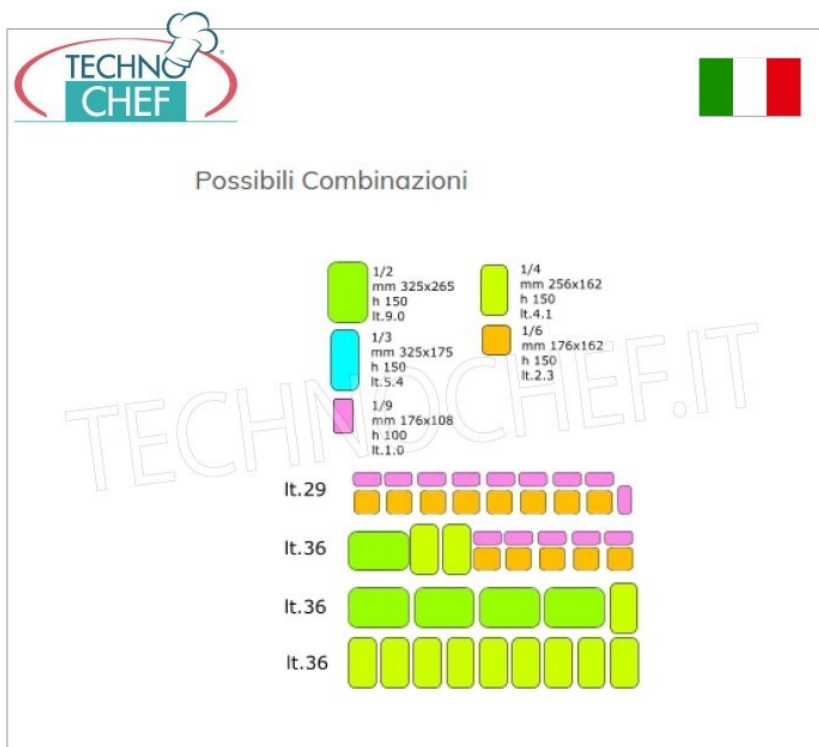 TECHNO
CHEF
®
Possibili Combinazioni
1/2
mm 325x265
h 150
lt.9.0
1/4
mm 256x162
h 150
lt.4.1
1/3
mm 325x175
h 150
lt.5.4
1/6
mm 176x162
h 150
lt.2.3
1/9
mm 176x108
h 100
lt.1.0
TECHNOCHEF.IT
lt.29
lt.36
lt.36
lt.36